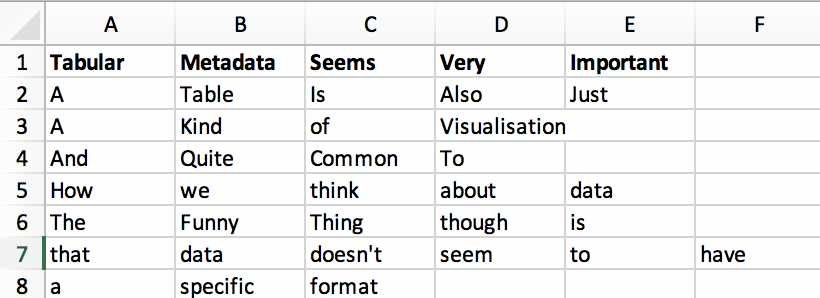 A B C D E F
1 Tabular Metadata Seems Very Important
2 A Table Is Also Just
3 A Kind of Visualisation
4 And Quite Common To
5 How we think about data
6 The Funny Thing though is
7 that data doesn't seem to have
8 a specific format